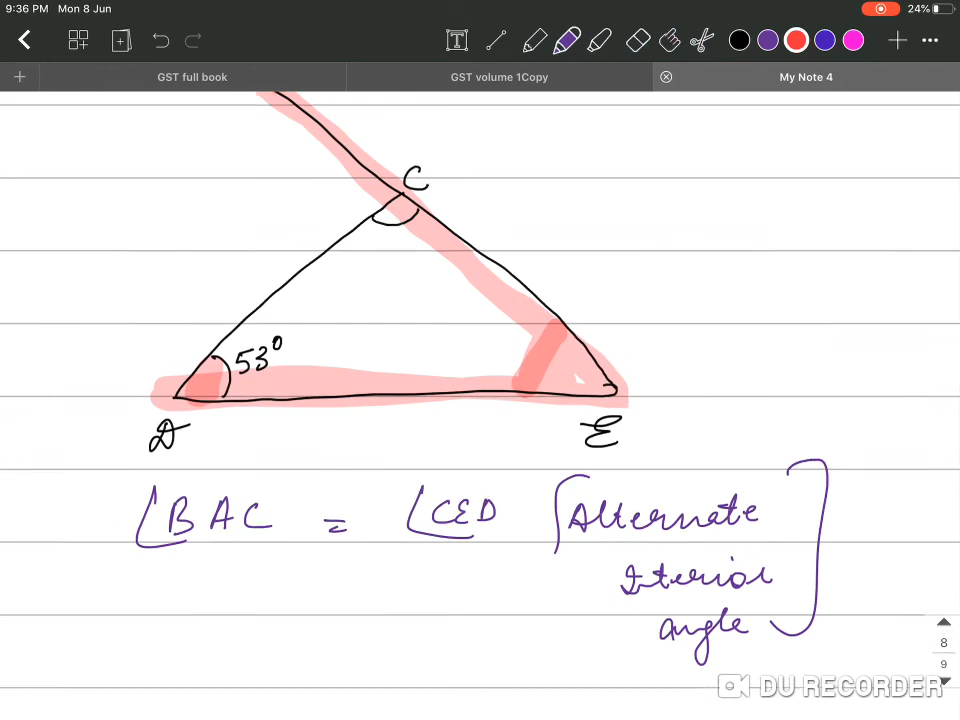 9:36 PM Mon 8 Jun
24%
GST full book
GST volume 1Copy
My Note 4
C
53°
D
E
∠BAC = ∠CED [Alternate
Iterior
angle]
8
9
DU RECORDER